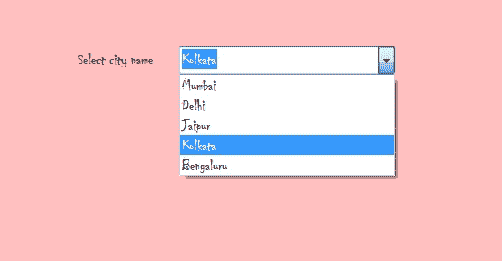 Select city name
Kolkata
Mumbai
Delhi
Jaipur
Kolkata
Bengaluru